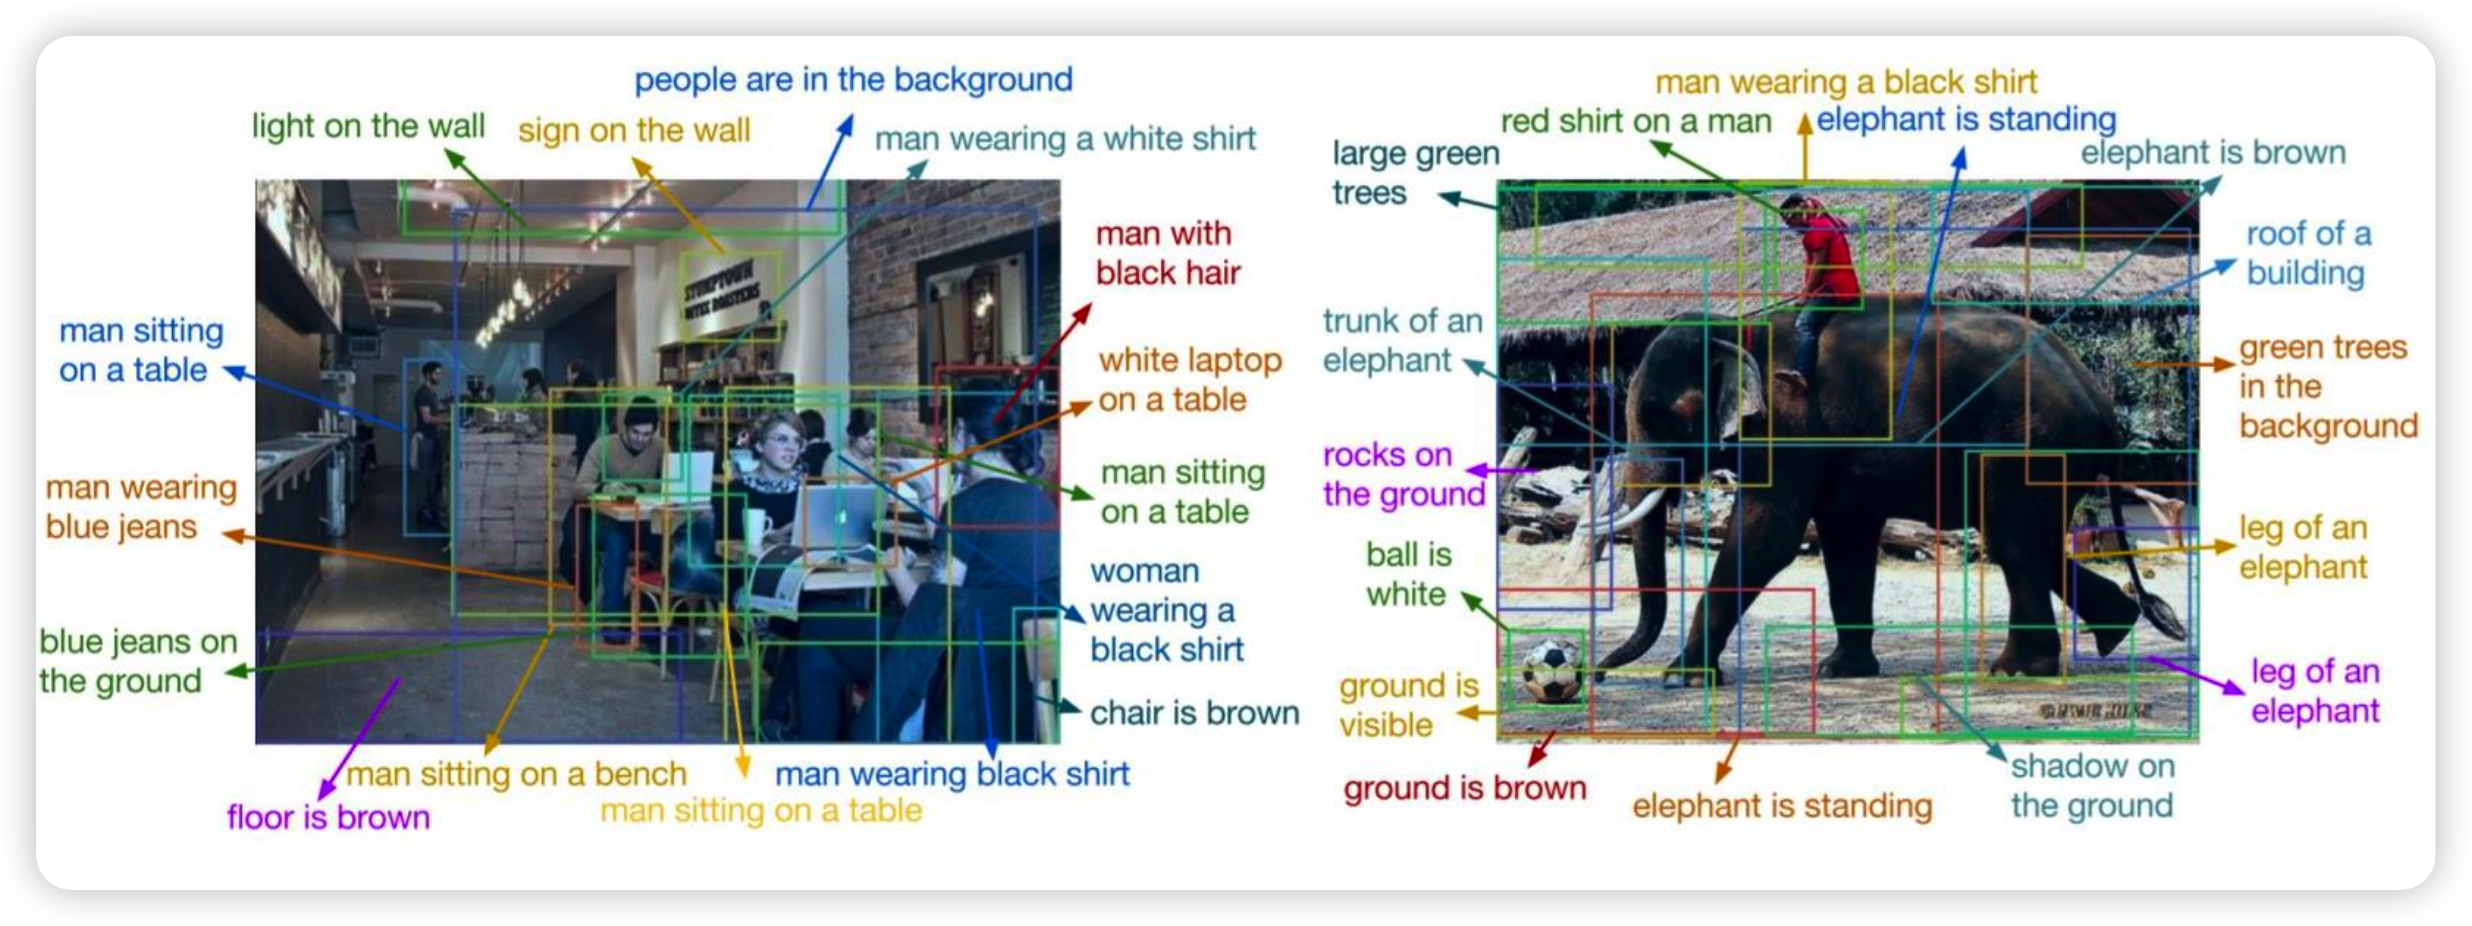 people are in the background
light on the wall
sign on the wall
man wearing a white shirt
man with
black hair
man sitting
on a table
white laptop
on a table
man wearing
blue jeans
man sitting
on a table
woman
wearing a
black shirt
blue jeans on
the ground
chair is brown
man sitting on a bench
man wearing black shirt
man sitting on a table
floor is brown
STUMPTOWN
COFFEE ROASTERS
man wearing a black shirt
red shirt on a man
elephant is standing
large green
trees
elephant is brown
roof of a
building
trunk of an
elephant
green trees
in the
background
rocks on
the ground
leg of an
elephant
ball is
white
ground is
visible
leg of an
elephant
ground is brown
elephant is standing
shadow on
the ground